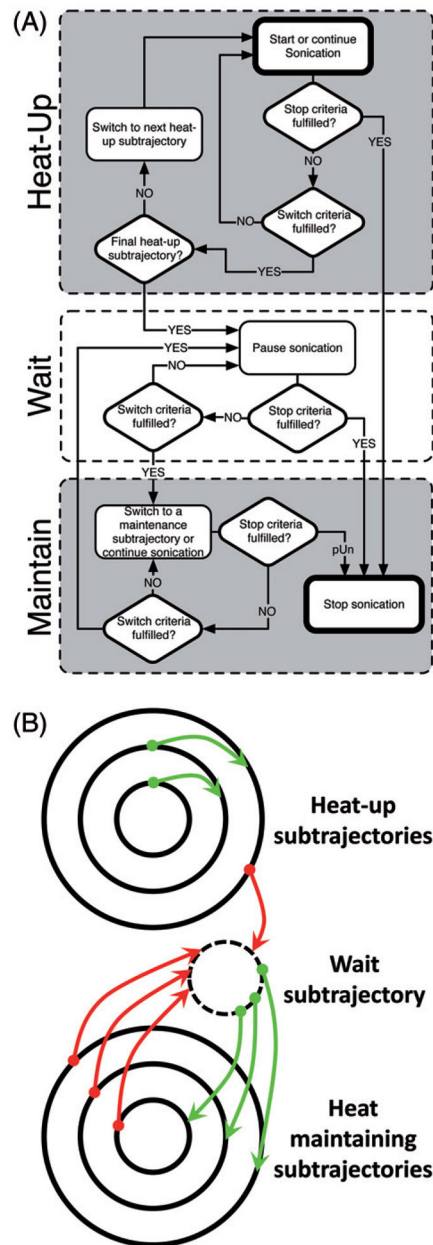 (A)
Heat-Up
Start or continue
Sonication
Stop criteria
fulfilled?
YES
NO
Switch to next heat-
up subtrajectory
NO
Switch criteria
fulfilled?
NO
Final heat-up
subtrajectory?
YES
Wait
YES
YES
Pause sonication
NO
Switch criteria
fulfilled?
NO
Stop criteria
fulfilled?
YES
YES
Maintain
Switch to a
maintenance
subtrajectory or
continue sonication
Stop criteria
fulfilled?
pUn
NO
NO
Stop sonication
Switch criteria
fulfilled?
(B)
Heat-up
subtrajectories
Wait
subtrajectory
Heat
maintaining
subtrajectories